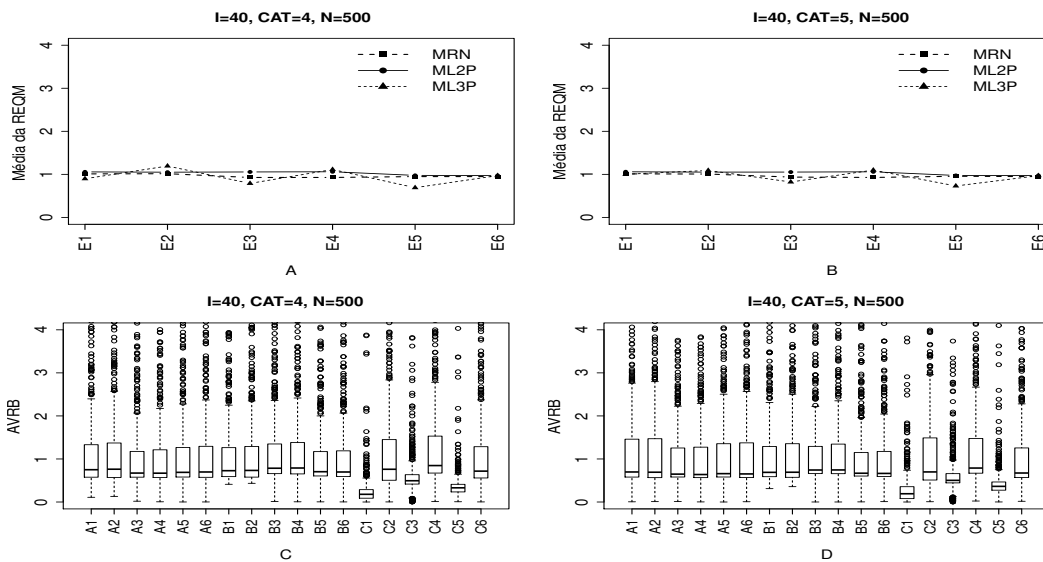 I=40, CAT=4, N=500
Média da REQM
4
3
2
1
0
MRN
ML2P
ML3P
E1 E2 E3 E4 E5 E6
A
I=40, CAT=5, N=500
Média da REQM
4
3
2
1
0
MRN
ML2P
ML3P
E1 E2 E3 E4 E5 E6
B
I=40, CAT=4, N=500
AVRB
4
3
2
1
0
A1 A2 A3 A4 A5 A6 B1 B2 B3 B4 B5 B6 C1 C2 C3 C4 C5 C6
C
I=40, CAT=5, N=500
AVRB
4
3
2
1
0
A1 A2 A3 A4 A5 A6 B1 B2 B3 B4 B5 B6 C1 C2 C3 C4 C5 C6
D